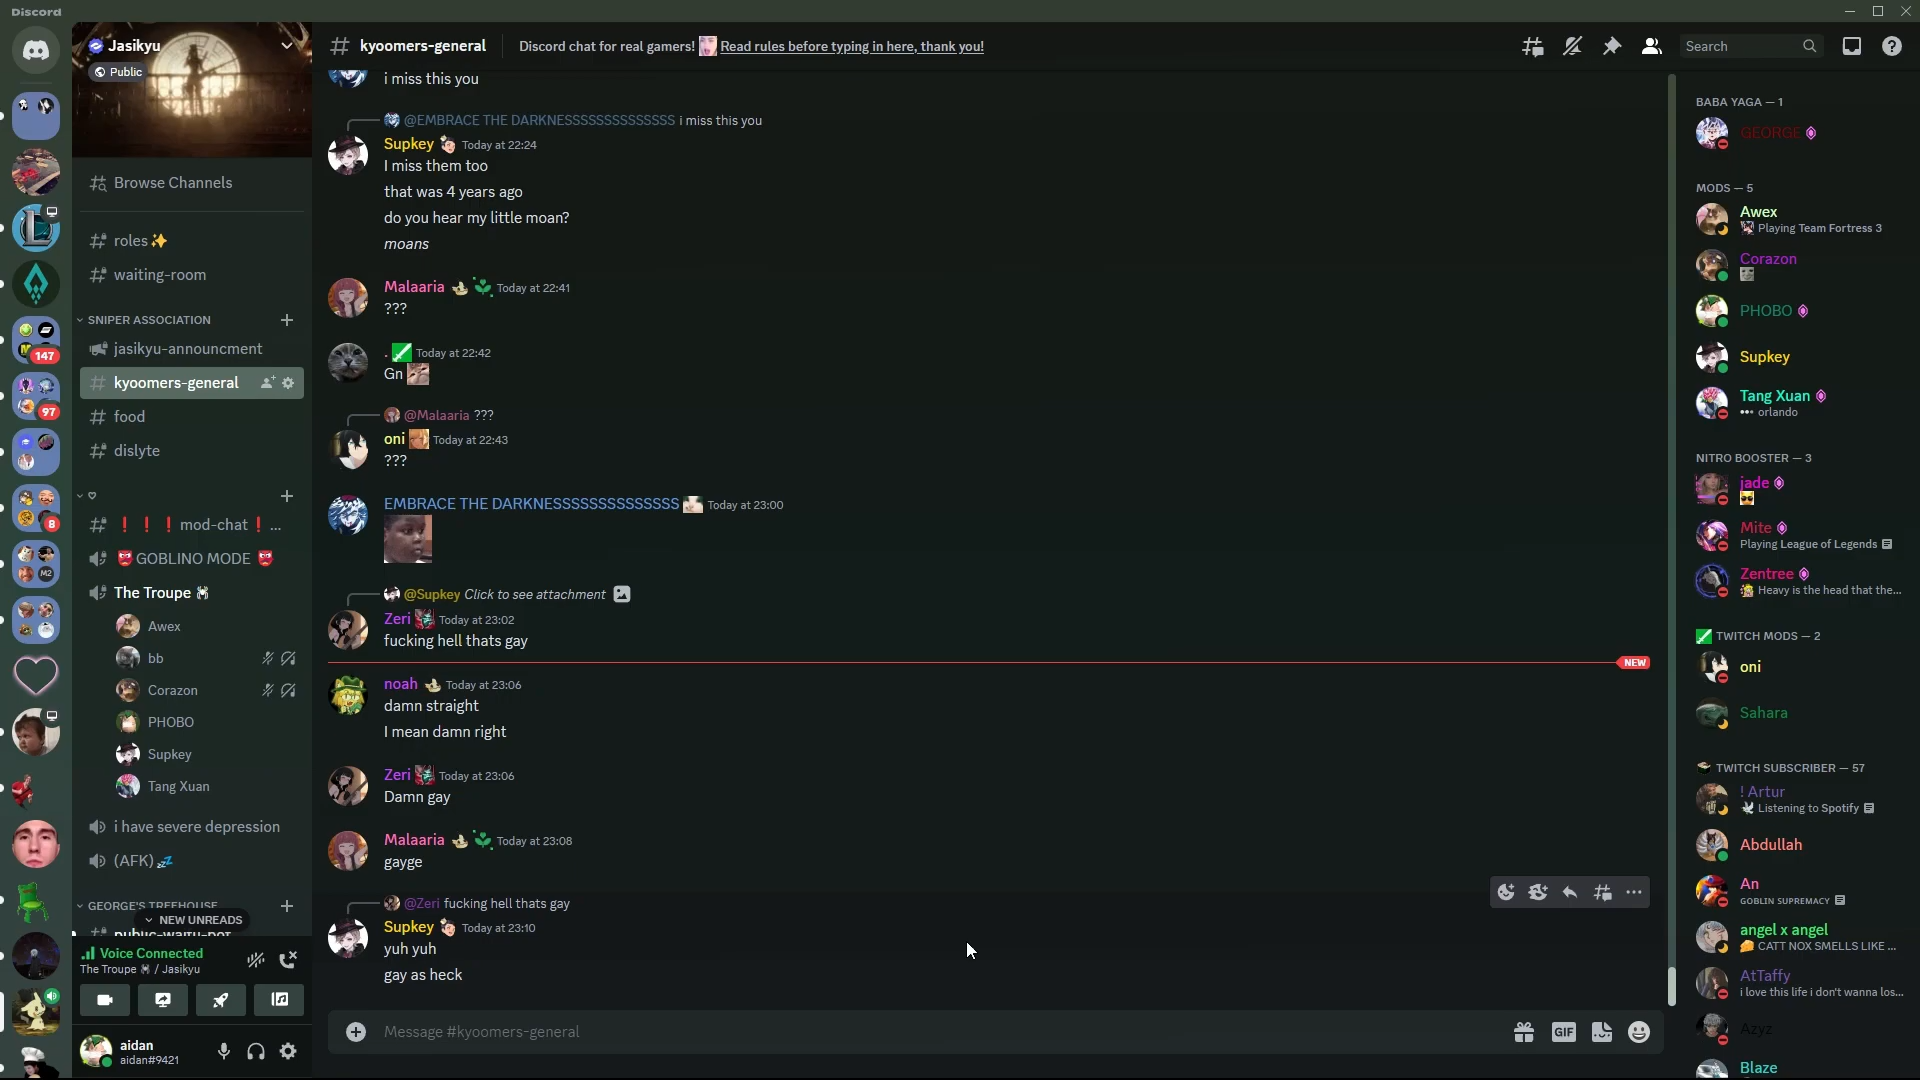 Discord
Jasikyu
Public
Browse Channels
roles✨
waiting-room
SNIPER ASSOCIATION
jasikyu-announcment
kyoomers-general
food
dislyte
❗ ❗ ❗ mod-chat ❗ ...
👹 GOBLINO MODE 👹
The Troupe 🕷
Awex
bb
Corazon
PHOBO
Supkey
Tang Xuan
i have severe depression
(AFK) 💤
GEORGE'S TREEHOUSE
NEW UNREADS
Voice Connected
The Troupe 🕷 / Jasikyu
aidan
aidan#9421
147
97
8
M2
# kyoomers-general
Discord chat for real gamers! Read rules before typing in here, thank you!
Search
i miss this you
@EMBRACE THE DARKNESSSSSSSSSSSSSS i miss this you
Supkey Today at 22:24
I miss them too
that was 4 years ago
do you hear my little moan?
moans
Malaaria Today at 22:41
???
. Today at 22:42
Gn
@Malaaria ???
oni Today at 22:43
???
EMBRACE THE DARKNESSSSSSSSSSSSSS Today at 23:00
@Supkey Click to see attachment
Zeri Today at 23:02
fucking hell thats gay
NEW
noah Today at 23:06
damn straight
I mean damn right
Zeri Today at 23:06
Damn gay
Malaaria Today at 23:08
gayge
@Zeri fucking hell thats gay
Supkey Today at 23:10
yuh yuh
gay as heck
Message #kyoomers-general
GIF
BABA YAGA — 1
GEORGE
MODS — 5
Awex
Playing Team Fortress 3
Corazon
PHOBO
Supkey
Tang Xuan
••• orlando
NITRO BOOSTER — 3
jade
Mite
Playing League of Legends
Zentree
Heavy is the head that the...
TWITCH MODS — 2
oni
Sahara
TWITCH SUBSCRIBER — 57
! Artur
Listening to Spotify
Abdullah
An
GOBLIN SUPREMACY
angel x angel
🧀 CATT NOX SMELLS LIKE ...
AtTaffy
i love this life i don't wanna los...
Azyz
Blaze